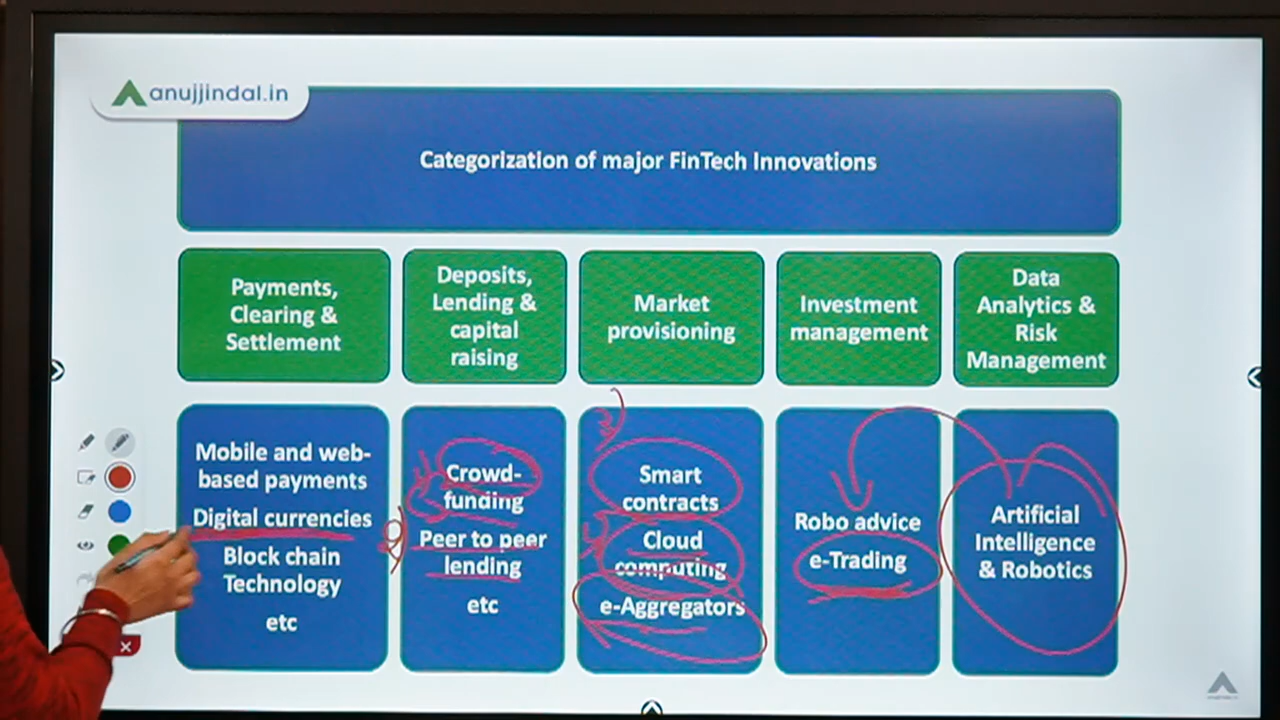 anujjindal.in
Categorization of major FinTech Innovations
Payments,
Clearing &
Settlement
Deposits,
Lending &
capital
raising
Market
provisioning
Investment
management
Data
Analytics &
Risk
Management
Mobile and web-
based payments
Digital currencies
Block chain
Technology
etc
Crowd-
funding
Peer to peer
lending
etc
Smart
contracts
Cloud
computing
e-Aggregators
Robo advice
e-Trading
Artificial
Intelligence
& Robotics